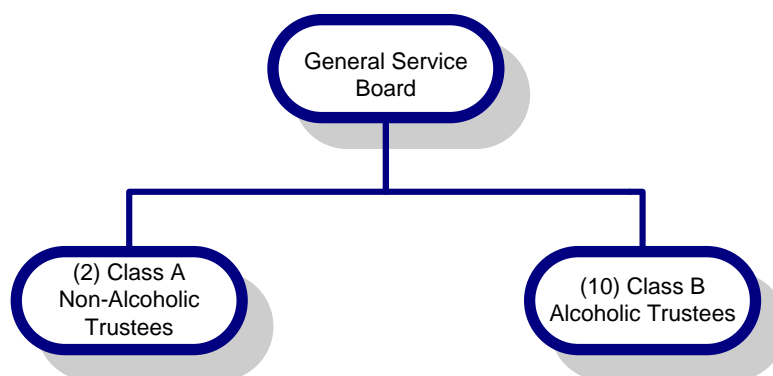 General Service
Board
(2) Class A
Non-Alcoholic
Trustees
(10) Class B
Alcoholic Trustees